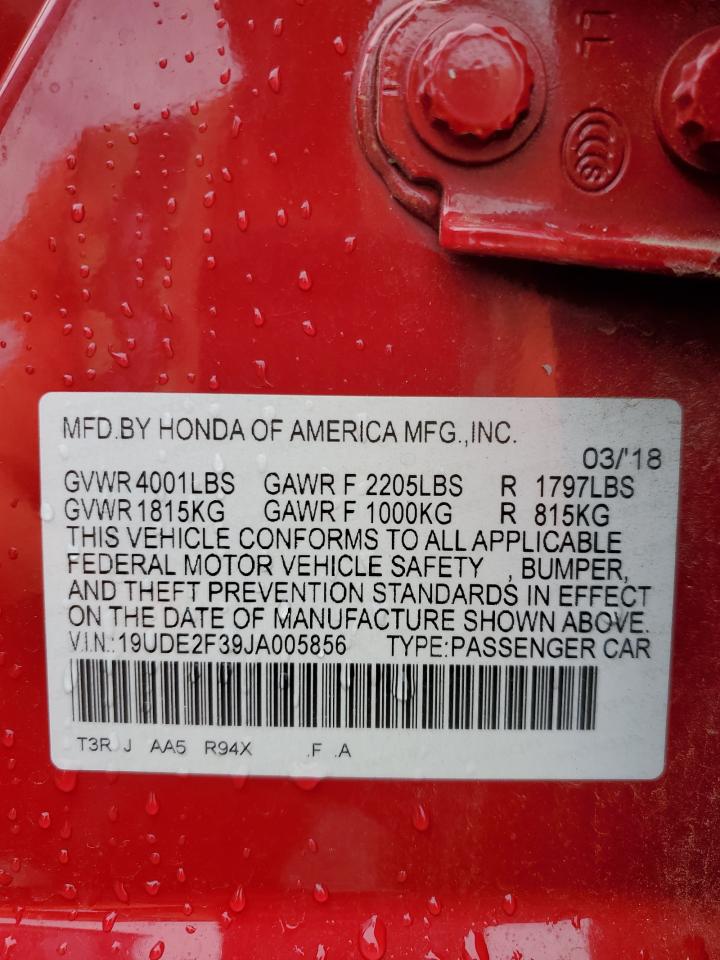 MFD.BY HONDA OF AMERICA MFG.,INC.
03/'18
GVWR 4001LBS GAWR F 2205LBS R 1797LBS
GVWR 1815KG GAWR F 1000KG R 815KG
THIS VEHICLE CONFORMS TO ALL APPLICABLE
FEDERAL MOTOR VEHICLE SAFETY , BUMPER,
AND THEFT PREVENTION STANDARDS IN EFFECT
ON THE DATE OF MANUFACTURE SHOWN ABOVE.
V.I.N.:19UDE2F39JA005856 TYPE:PASSENGER CAR
T3R J AA5 R94X .F .A